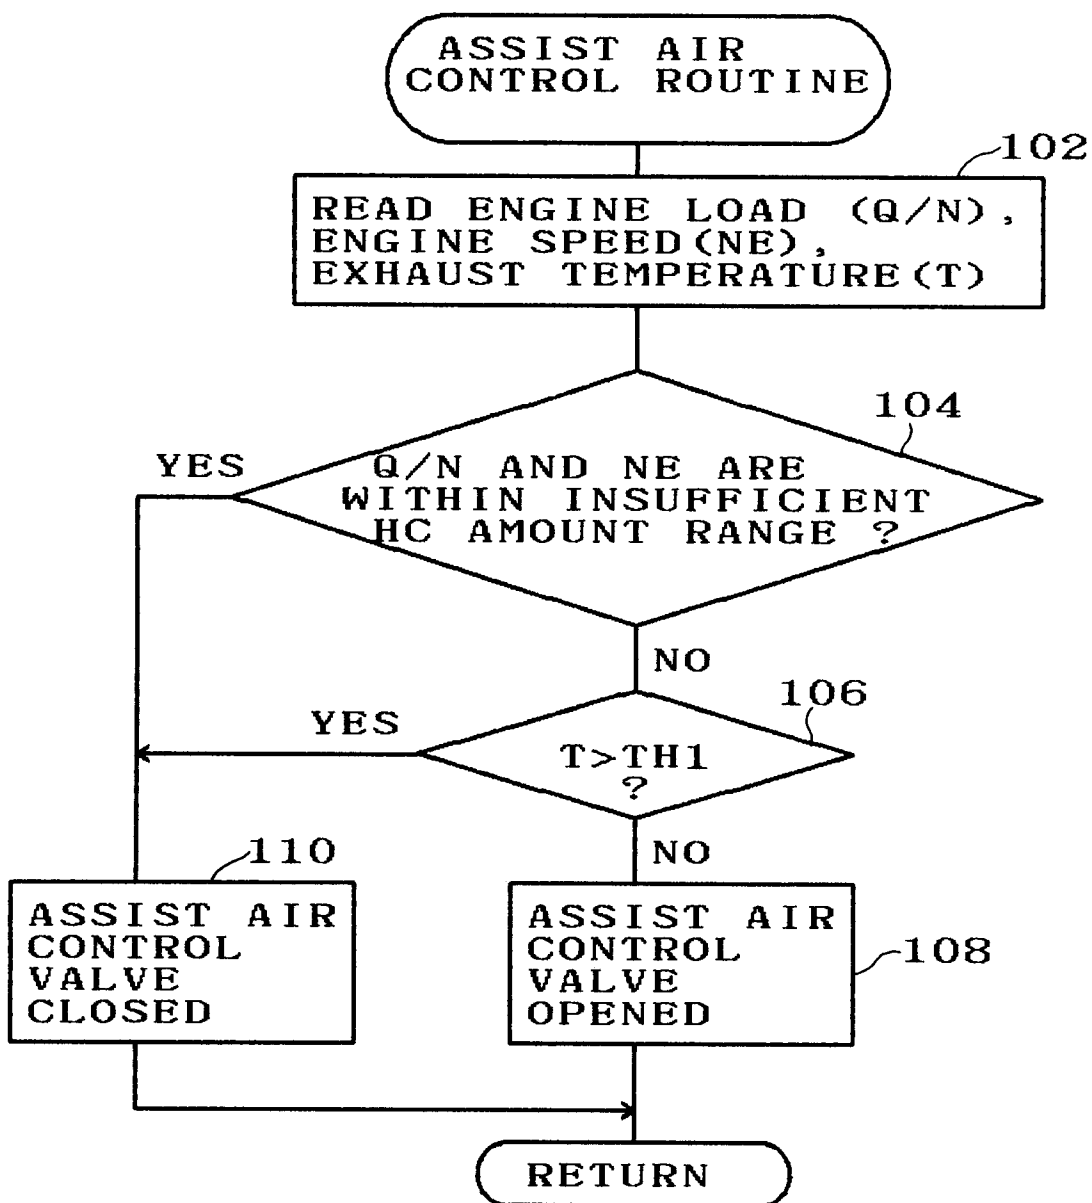 ASSIST AIR
CONTROL ROUTINE
102
READ ENGINE LOAD (Q/N),
ENGINE SPEED(NE),
EXHAUST TEMPERATURE(T)
104
YES
Q/N AND NE ARE
WITHIN INSUFFICIENT
HC AMOUNT RANGE ?
NO
106
YES
T>TH1
?
NO
110
ASSIST AIR
CONTROL
VALVE
CLOSED
ASSIST AIR
CONTROL
VALVE
OPENED
108
RETURN